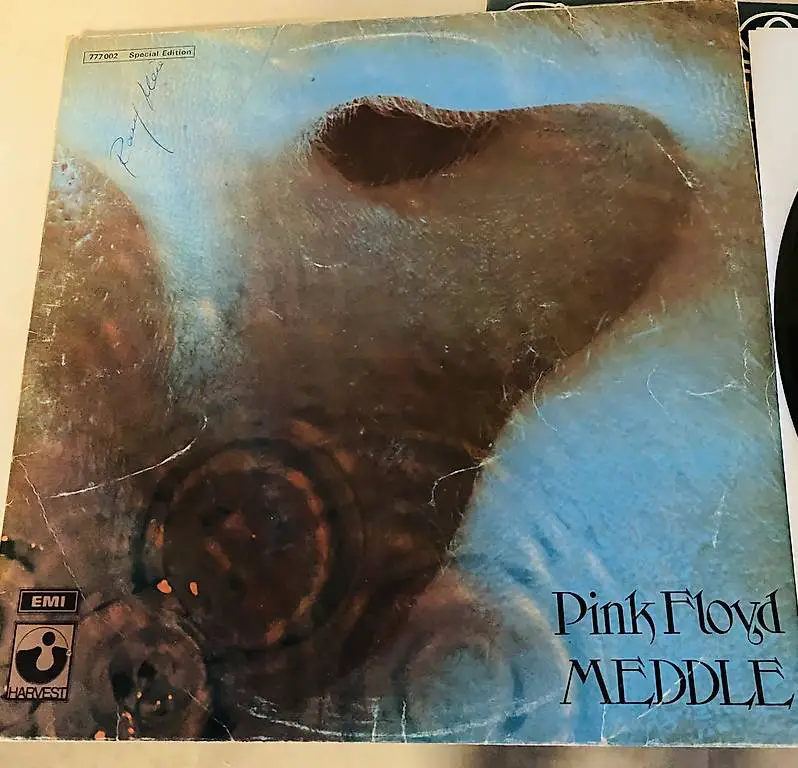 777002 Special Edition
EMI
HARVEST
Pink Floyd
MEDDLE